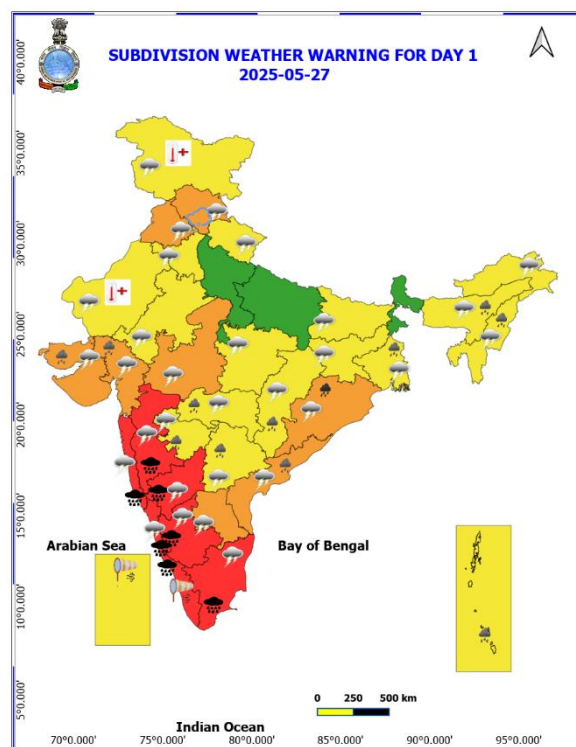 SUBDIVISION WEATHER WARNING FOR DAY 1
2025-05-27
40°0.000'
35°0.000'
30°0.000'
25°0.000'
20°0.000'
15°0.000'
10°0.000'
5°0.000'
Arabian Sea
Bay of Bengal
0 250 500 km
Indian Ocean
70°0.000' 75°0.000' 80°0.000' 85°0.000' 90°0.000' 95°0.000'